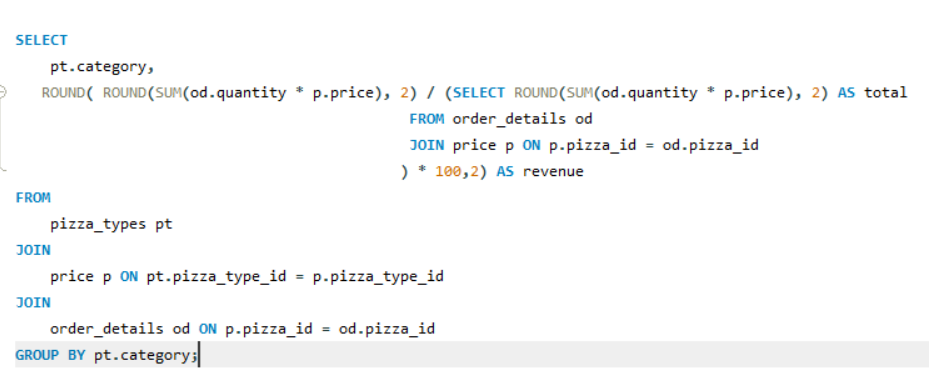 SELECT
pt.category,
ROUND( ROUND(SUM(od.quantity * p.price), 2) / (SELECT ROUND(SUM(od.quantity * p.price), 2) AS total
FROM order_details od
JOIN price p ON p.pizza_id = od.pizza_id
) * 100,2) AS revenue
FROM
pizza_types pt
JOIN
price p ON pt.pizza_type_id = p.pizza_type_id
JOIN
order_details od ON p.pizza_id = od.pizza_id
GROUP BY pt.category;